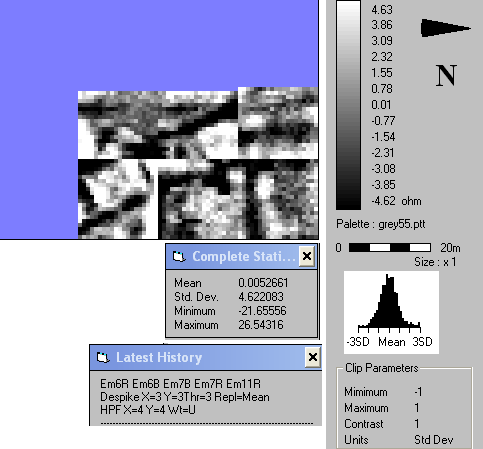 4.63
3.86
3.09
2.32
1.55
0.78
0.01
-0.77
-1.54
-2.31
-3.08
-3.85
-4.62 ohm
N
Palette : grey55.ptt
0 20m
Size : x 1
-3SD Mean 3SD
Clip Parameters
Mimimum -1
Maximum 1
Contrast 1
Units Std Dev
Complete Stati...
Mean 0.0052661
Std. Dev. 4.622083
Minimum -21.65556
Maximum 26.54316
Latest History
Em6R Em6B Em7B Em7R Em11R
Despike X=3 Y=3Thr=3 Repl=Mean
HPF X=4 Y=4 Wt=U